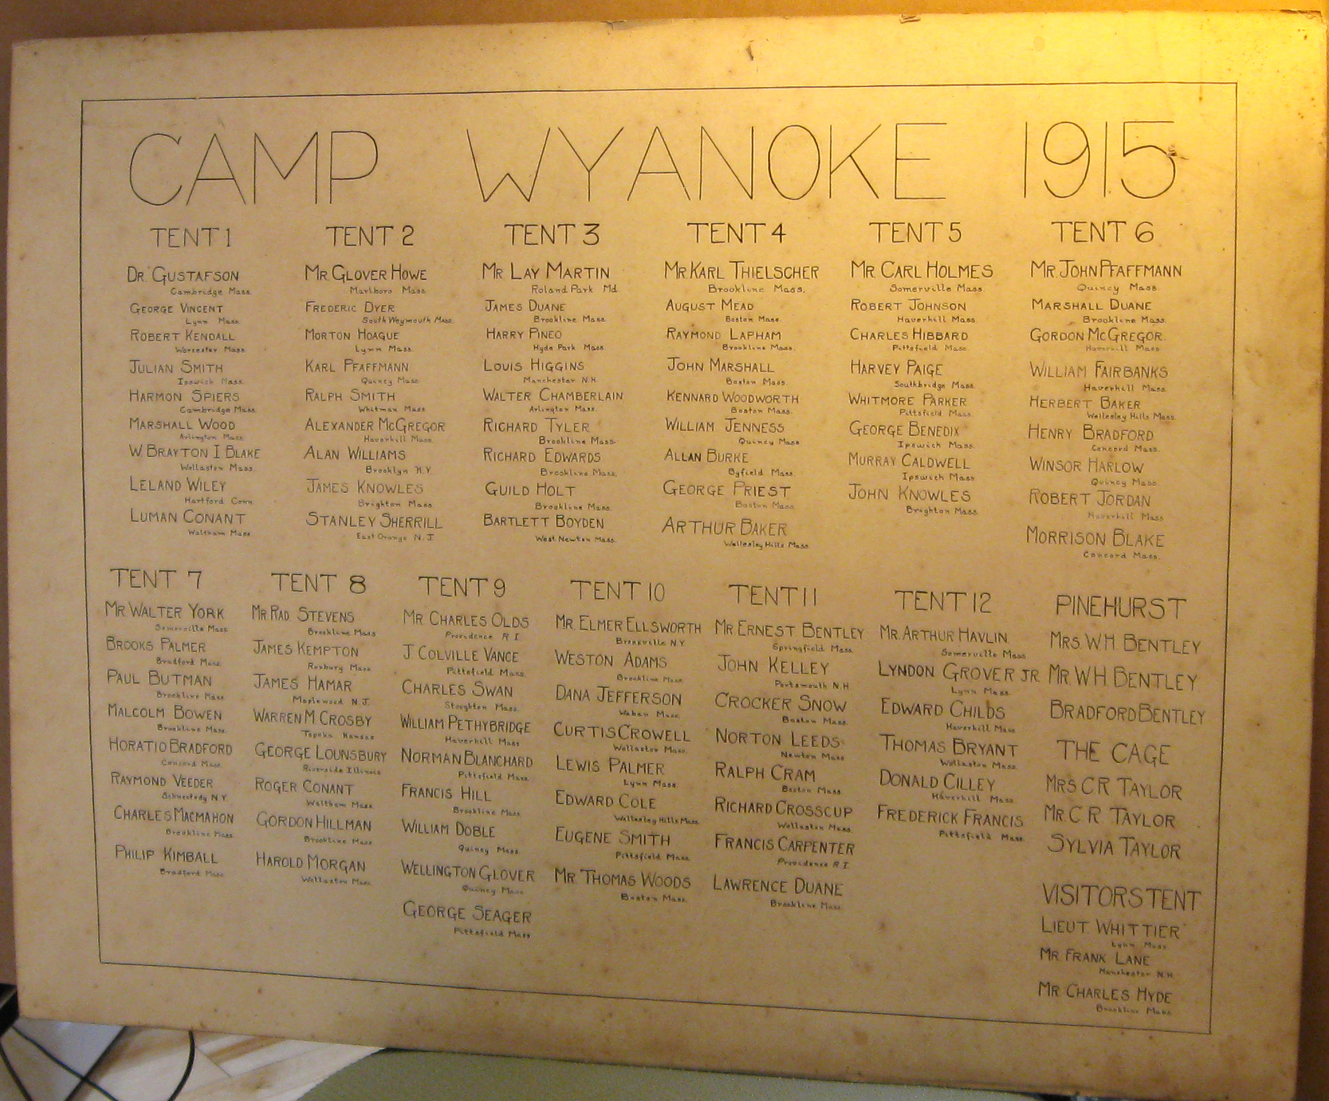 CAMP WYANOKE 1915
TENT 1
DR GUSTAFSON
Cambridge Mass.
GEORGE VINCENT
Lynn Mass.
ROBERT KENDALL
Worcester Mass
JULIAN SMITH
Ipswich Mass.
HARMON SPIERS
Cambridge Mass.
MARSHALL WOOD
Arlington Mass.
W. BRAYTON I BLAKE
Wollaston Mass.
LELAND WILEY
Hartford Conn
LUMAN CONANT
Waltham Mass.
TENT 2
MR. GLOVER HOWE
Marlboro Mass.
FREDERIC DYER
South Weymouth Mass.
MORTON HOAGUE
Lynn Mass.
KARL PFAFFMANN
Quincy Mass
RALPH SMITH
Whitman Mass.
ALEXANDER MCGREGOR
Haverhill Mass.
ALAN WILLIAMS
Brooklyn N.Y.
JAMES KNOWLES
Brighton Mass.
STANLEY SHERRILL
East Orange N.J
TENT 3
MR LAY MARTIN
Roland Park Md.
JAMES DUANE
Brookline Mass.
HARRY PINEO
Hyde Park Mass.
LOUIS HIGGINS
Manchester N.H.
WALTER CHAMBERLAIN
Arlington Mass.
RICHARD TYLER
Brookline Mass.
RICHARD EDWARDS
Brookline Mass.
GUILD HOLT
Brookline Mass.
BARTLETT BOYDEN
West Newton Mass.
TENT 4
MR. KARL THIELSCHER
Brookline Mass.
AUGUST MEAD
Boston Mass.
RAYMOND LAPHAM
Brookline Mass.
JOHN MARSHALL
Boston Mass.
KENNARD WOODWORTH
Boston Mass.
WILLIAM JENNESS
Quincy Mass.
ALLAN BURKE
Byfield Mass.
GEORGE PRIEST
Boston Mass.
ARTHUR BAKER
Wellesley Hills Mass.
TENT 5
MR. CARL HOLMES
Somerville Mass.
ROBERT JOHNSON
Haverhill Mass.
CHARLES HIBBARD
Pittsfield Mass.
HARVEY PAIGE
Southbridge Mass.
WHITMORE PARKER
Pittsfield Mass.
GEORGE BENEDIX
Ipswich Mass.
MURRAY CALDWELL
Ipswich Mass.
JOHN KNOWLES
Brighton Mass.
TENT 6
MR. JOHN PFAFFMANN
Quincy Mass.
MARSHALL DUANE
Brookline Mass.
GORDON MCGREGOR
Haverhill Mass.
WILLIAM FAIRBANKS
Haverhill Mass.
HERBERT BAKER
Wellesley Hills Mass.
HENRY BRADFORD
Concord Mass.
WINSOR HARLOW
Quincy Mass.
ROBERT JORDAN
Haverhill Mass.
MORRISON BLAKE
Concord Mass.
TENT 7
MR. WALTER YORK
Somerville Mass
BROOKS PALMER
Bradford Mass.
PAUL BUTMAN
Brookline Mass.
MALCOLM BOWEN
Brookline Mass.
HORATIO BRADFORD
Concord Mass.
RAYMOND VEEDER
N.Y.
CHARLES MACMAHON
Brookline Mass.
PHILIP KIMBALL
Bradford Mass.
TENT 8
MR. RAD STEVENS
Brookline Mass
JAMES KEMPTON
Roxbury Mass.
JAMES HAMAR
Maplewood N.J.
WARREN M CROSBY
Topeka Kansas
GEORGE LOUNSBURY
Riverside Illinois
ROGER CONANT
Waltham Mass
GORDON HILLMAN
Brookline Mass.
HAROLD MORGAN
Wollaston Mass.
TENT 9
MR. CHARLES OLDS
Providence R I
J COLVILLE VANCE
Pittsfield Mass.
CHARLES SWAN
Stoughton Mass.
WILLIAM PETHYBRIDGE
Haverhill Mass.
NORMAN BLANCHARD
Pittsfield Mass.
FRANCIS HILL
Brookline Mass.
WILLIAM DOBLE
Quincy Mass.
WELLINGTON GLOVER
Quincy Mass.
GEORGE SEAGER
Pittsfield Mass
TENT 10
MR. ELMER ELLSWORTH
Bronxville N.Y.
WESTON ADAMS
Brookline Mass.
DANA JEFFERSON
Waban Mass.
CURTIS CROWELL
Wollaston Mass.
LEWIS PALMER
Lynn Mass.
EDWARD COLE
Wellesley Hills Mass.
EUGENE SMITH
Pittsfield Mass.
MR. THOMAS WOODS
Boston Mass.
TENT 11
MR ERNEST BENTLEY
Springfield Mass.
JOHN KELLEY
Portsmouth N.H
CROCKER SNOW
Boston Mass.
NORTON LEEDS
Newton Mass.
RALPH CRAM
Boston Mass.
RICHARD CROSSCUP
Wollaston Mass.
FRANCIS CARPENTER
Providence R.I.
LAWRENCE DUANE
Brookline Mass.
TENT 12
MR. ARTHUR HAVLIN
Somerville Mass
LYNDON GROVER JR
Lynn Mass.
EDWARD CHILDS
Haverhill Mass.
THOMAS BRYANT
Wollaston Mass.
DONALD CILLEY
Haverhill Mass.
FREDERICK FRANCIS
Pittsfield Mass.
PINEHURST
MRS. W.H. BENTLEY
MR W H BENTLEY
BRADFORD BENTLEY
THE CAGE
MRS C R TAYLOR
MR. C R TAYLOR
SYLVIA TAYLOR
VISITORS TENT
LIEUT WHITTIER
Lynn Mass
MR. FRANK LANE
Manchester N.H.
MR CHARLES HYDE
Brookline Mass.